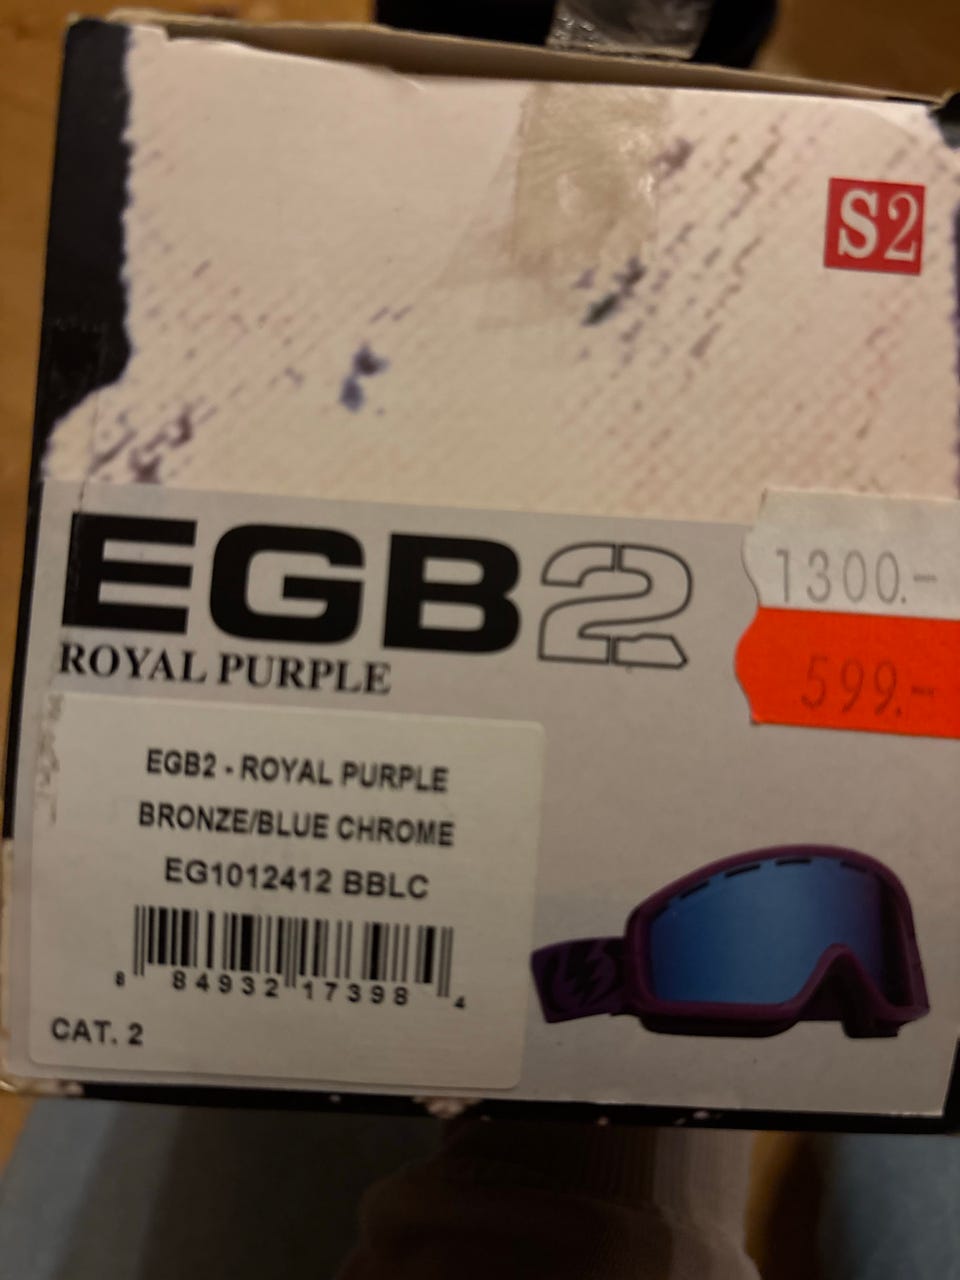 S2
EGB2
ROYAL PURPLE
1300.-
599.-
EGB2 - ROYAL PURPLE
BRONZE/BLUE CHROME
EG1012412 BBLC
8 84932 17398 4
CAT. 2